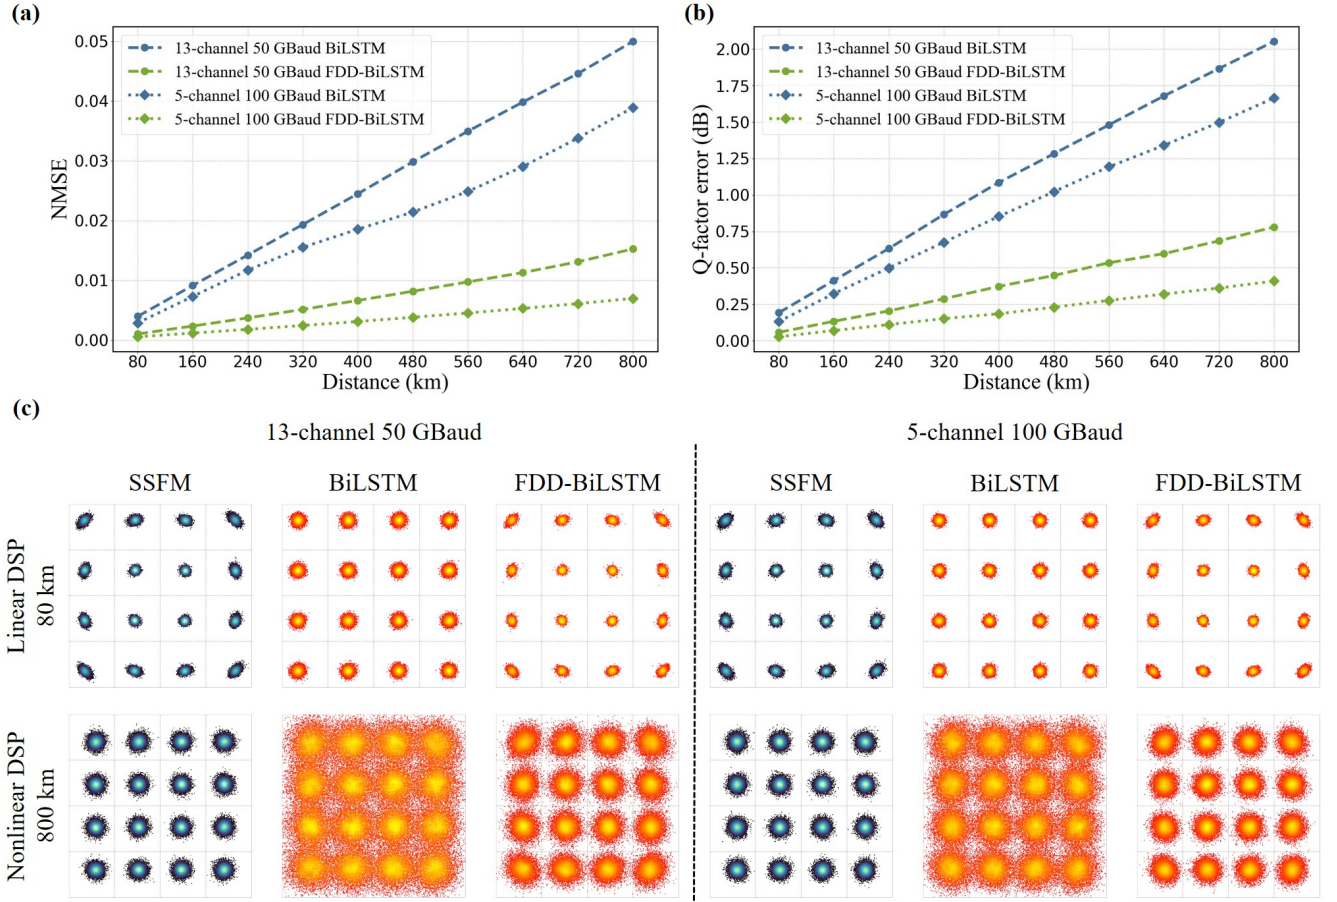 (a)
0.05
0.04
0.03
0.02
0.01
0.00
NMSE
13-channel 50 GBaud BiLSTM
13-channel 50 GBaud FDD-BiLSTM
5-channel 100 GBaud BiLSTM
5-channel 100 GBaud FDD-BiLSTM
80 160 240 320 400 480 560 640 720 800
Distance (km)
(b)
2.00
1.75
1.50
1.25
1.00
0.75
0.50
0.25
0.00
Q-factor error (dB)
13-channel 50 GBaud BiLSTM
13-channel 50 GBaud FDD-BiLSTM
5-channel 100 GBaud BiLSTM
5-channel 100 GBaud FDD-BiLSTM
80 160 240 320 400 480 560 640 720 800
Distance (km)
(c)
13-channel 50 GBaud
5-channel 100 GBaud
SSFM BiLSTM FDD-BiLSTM
SSFM BiLSTM FDD-BiLSTM
Linear DSP
80 km
Nonlinear DSP
800 km